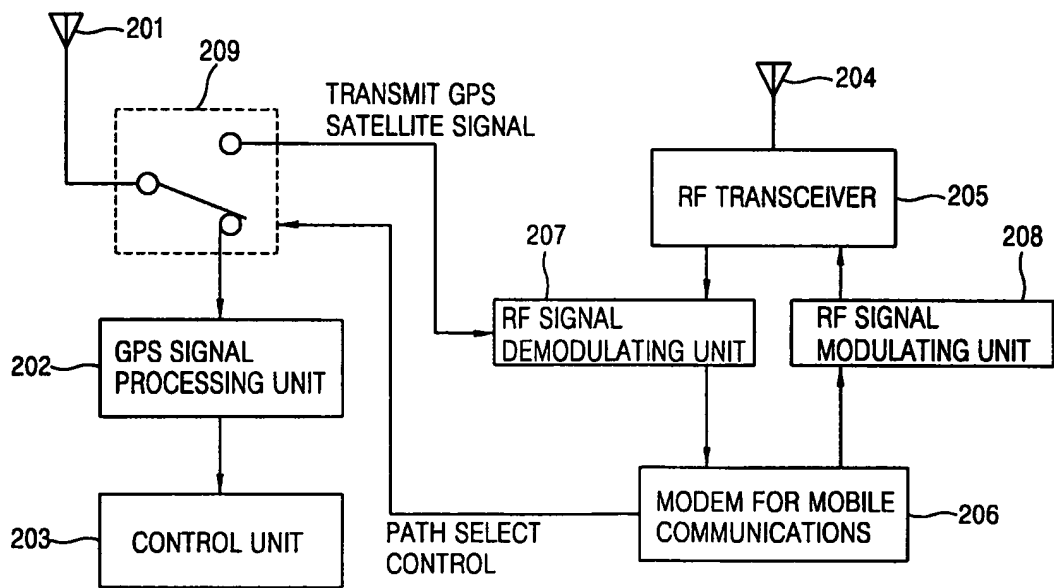 201
209
TRANSMIT GPS
SATELLITE SIGNAL
204
RF TRANSCEIVER
205
207
208
RF SIGNAL
DEMODULATING UNIT
RF SIGNAL
MODULATING UNIT
202
GPS SIGNAL
PROCESSING UNIT
203
CONTROL UNIT
PATH SELECT
CONTROL
MODEM FOR MOBILE
COMMUNICATIONS
206